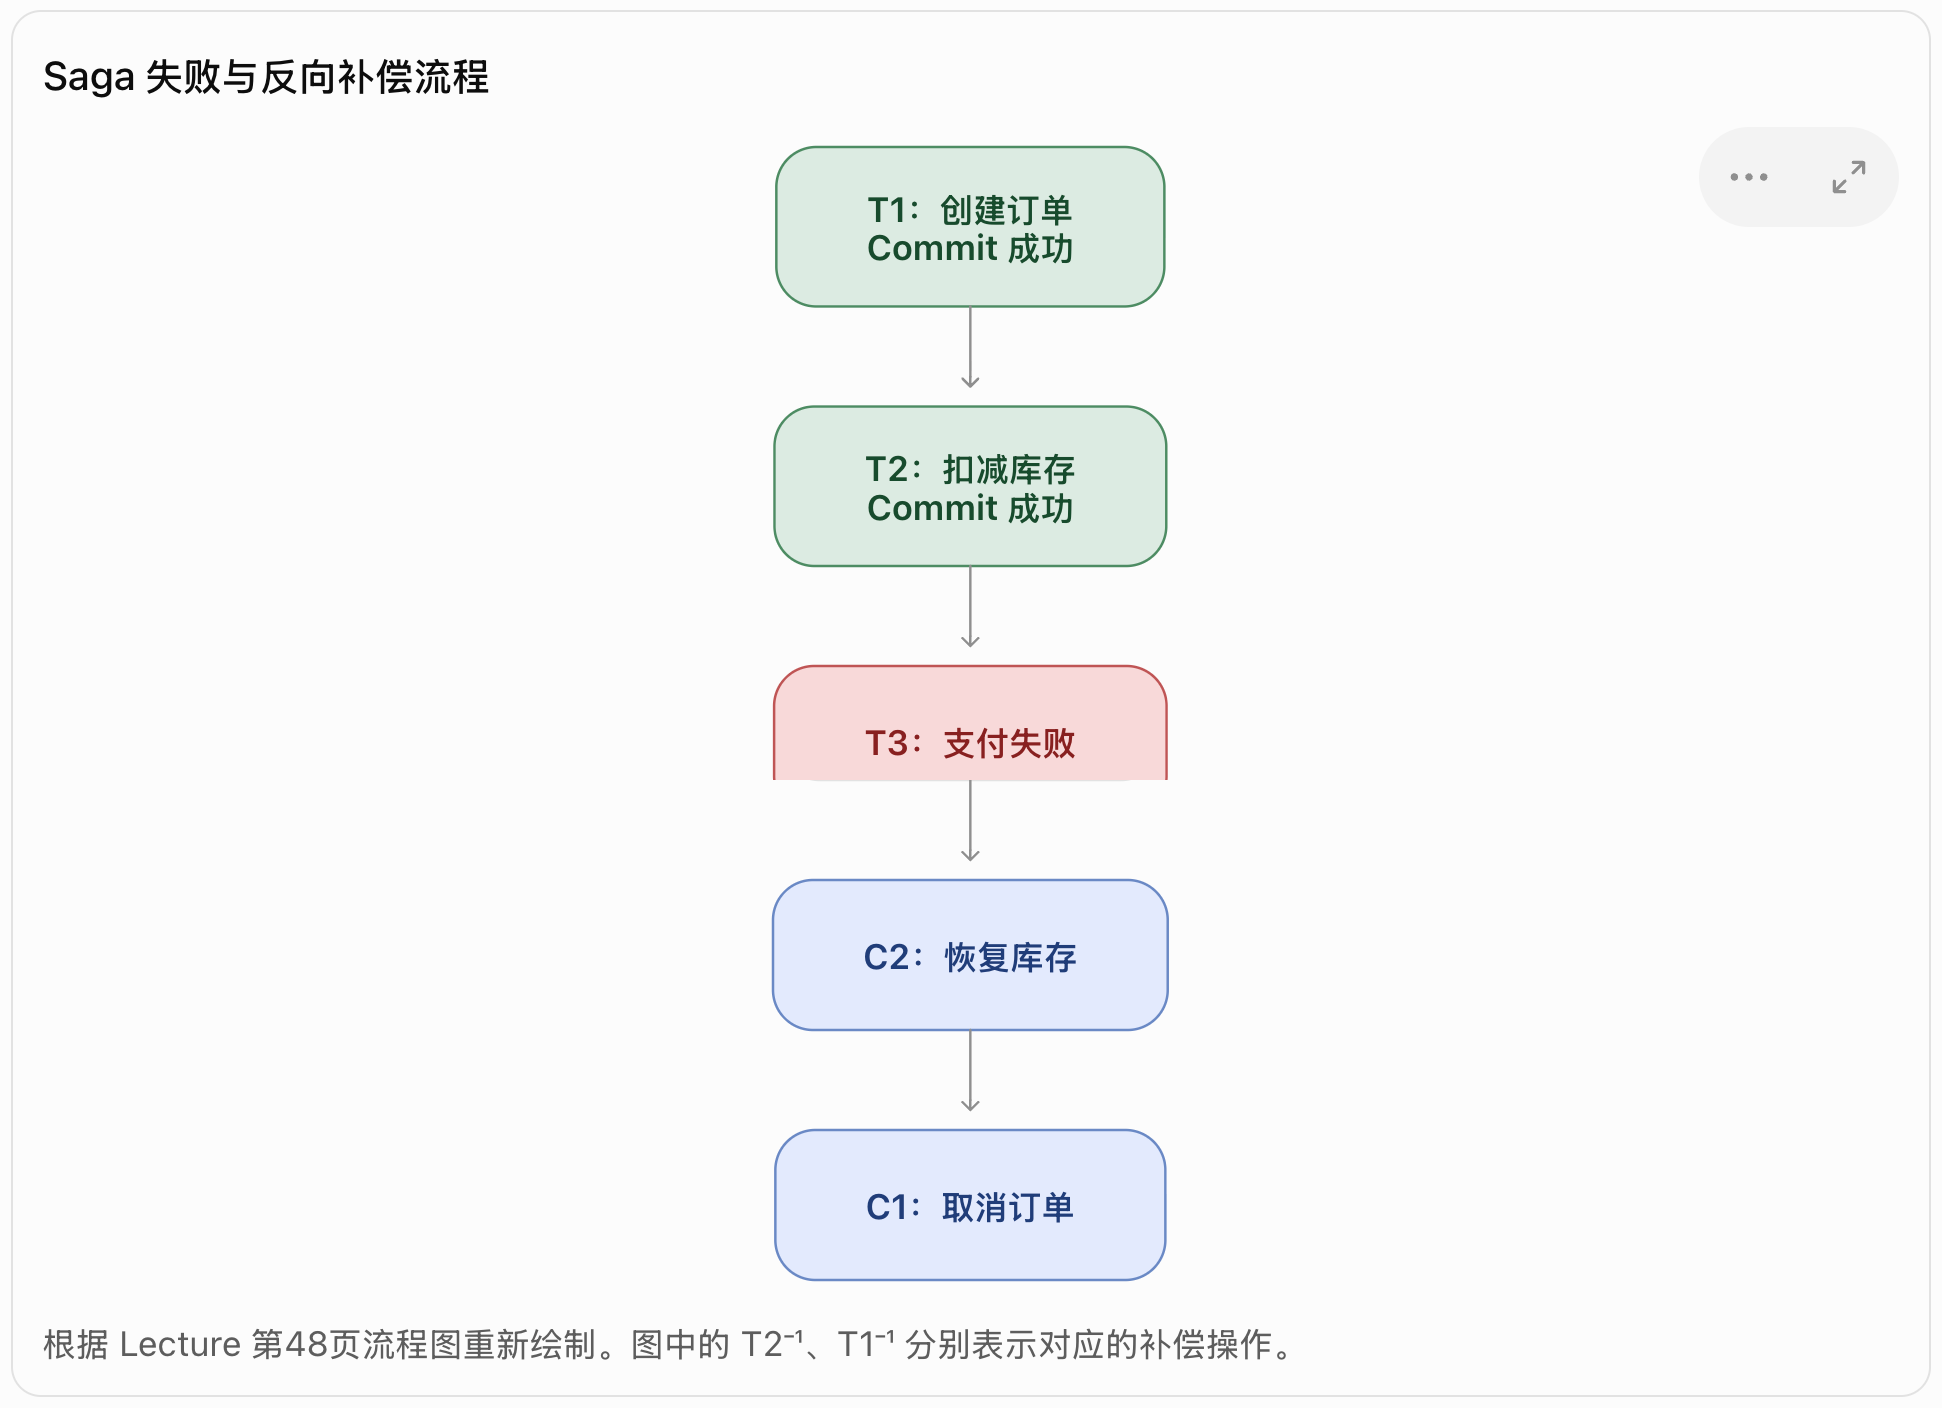 Saga 失败与反向补偿流程
T1：创建订单
Commit 成功
T2：扣减库存
Commit 成功
T3：支付失败
C2：恢复库存
C1：取消订单
根据 Lecture 第48页流程图重新绘制。图中的 T2⁻¹、T1⁻¹ 分别表示对应的补偿操作。